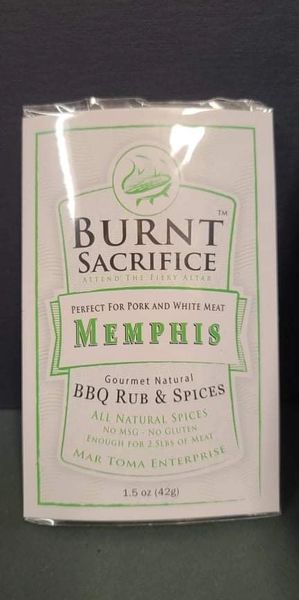 BURNT™
SACRIFICE
ATTEND THE FIERY ALTAR
PERFECT FOR PORK AND WHITE MEAT
MEMPHIS
Gourmet Natural
BBQ RUB & SPICES
ALL NATURAL SPICES
NO MSG - NO GLUTEN
ENOUGH FOR 2.5LBS OF MEAT
MAR TOMA ENTERPRISE
1.5 oz (42g)